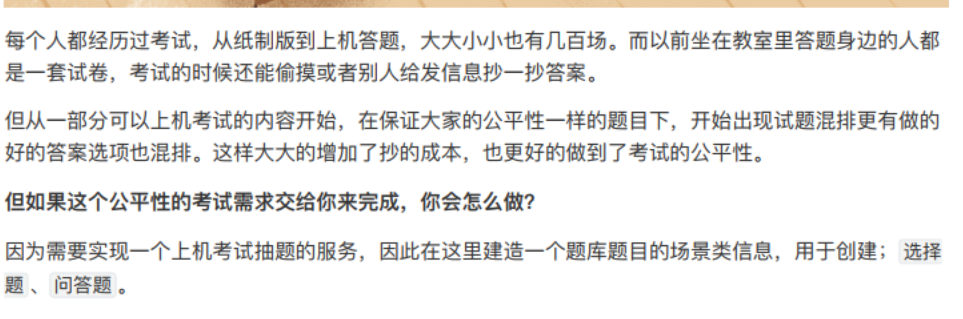 每个人都经历过考试，从纸制版到上机答题，大大小小也有几百场。而以前坐在教室里答题身边的人都
是一套试卷，考试的时候还能偷摸或者别人给发信息抄一抄答案。
但从一部分可以上机考试的内容开始，在保证大家的公平性一样的题目下，开始出现试题混排更有做的
好的答案选项也混排。这样大大的增加了抄的成本，也更好的做到了考试的公平性。
但如果这个公平性的考试需求交给你来完成，你会怎么做?
因为需要实现一个上机考试抽题的服务，因此在这里建造一个题库题目的场景类信息，用于创建；选择
题、问答题。